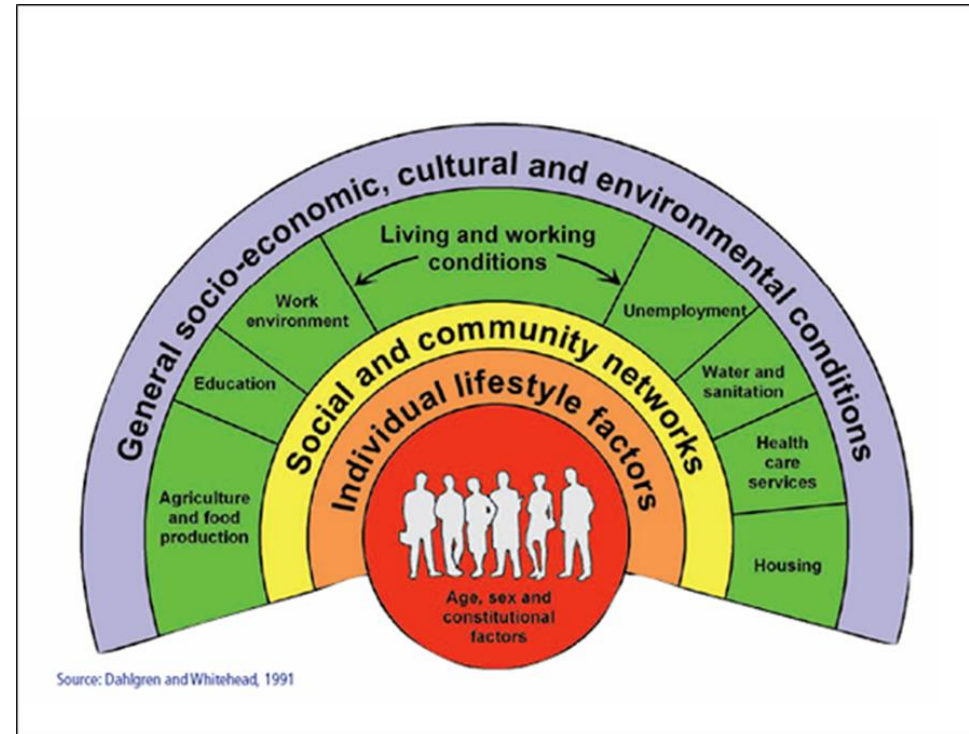 General socio-economic, cultural and environmental conditions
Living and working
conditions
Work
environment
Unemployment
Education
Water and
sanitation
Agriculture
and food
production
Health
care
services
Housing
Social and community networks
Individual lifestyle factors
Age, sex and
constitutional
factors
Source: Dahlgren and Whitehead, 1991